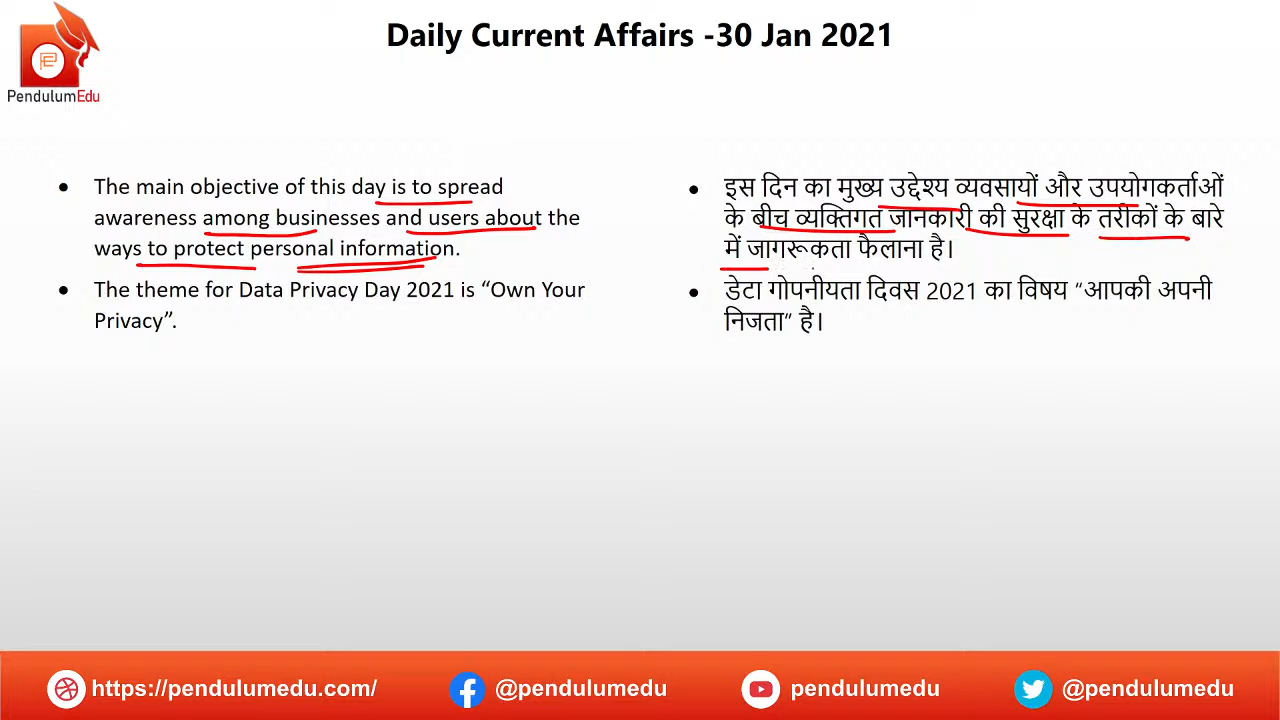 Daily Current Affairs -30 Jan 2021
PendulumEdu
• The main objective of this day is to spread
awareness among businesses and users about the
ways to protect personal information.
• The theme for Data Privacy Day 2021 is “Own Your
Privacy”.
• इस दिन का मुख्य उद्देश्य व्यवसायों और उपयोगकर्ताओं
के बीच व्यक्तिगत जानकारी की सुरक्षा के तरीकों के बारे
में जागरूकता फैलाना है।
• डेटा गोपनीयता दिवस 2021 का विषय “आपकी अपनी
निजता” है।
https://pendulumedu.com/
@pendulumedu
pendulumedu
@pendulumedu